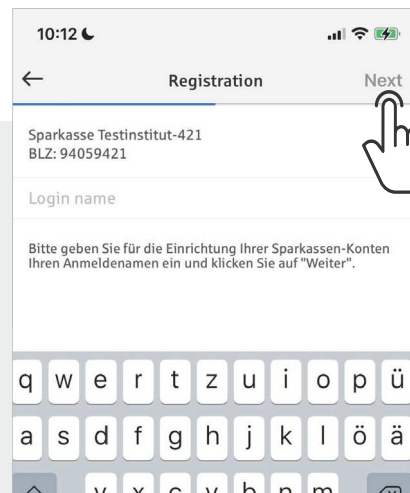 10:12
Registration Next
Sparkasse Testinstitut-421
BLZ: 94059421
Login name
Bitte geben Sie für die Einrichtung Ihrer Sparkassen-Konten
Ihren Anmeldenamen ein und klicken Sie auf "Weiter".
q w e r t z u i o p ü
a s d f g h j k l ö ä
y x c v b n m